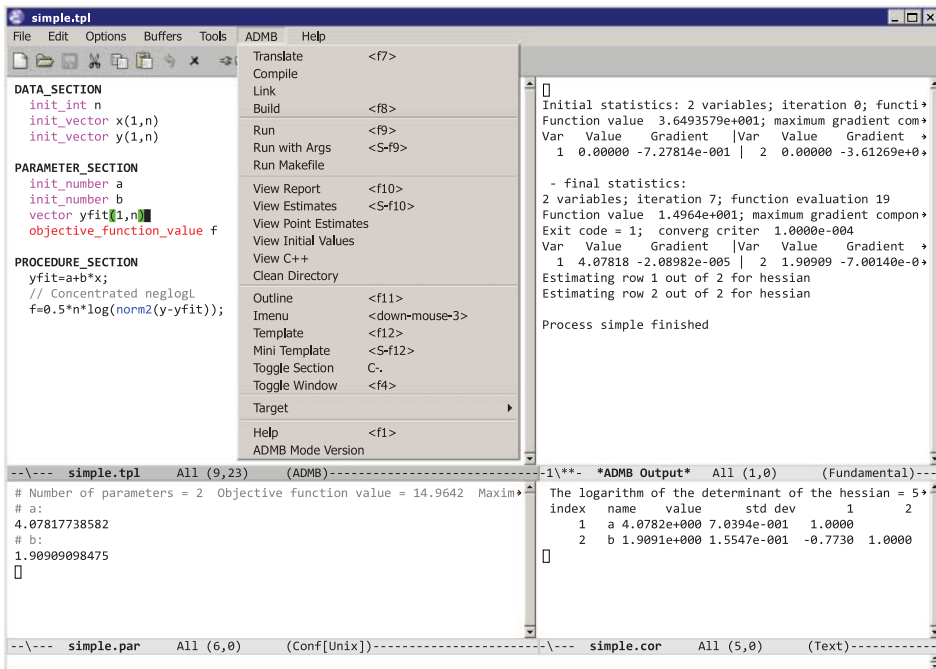 simple.tpl
File Edit Options Buffers Tools ADMB Help
DATA_SECTION
init_int n
init_vector x(1,n)
init_vector y(1,n)
PARAMETER_SECTION
init_number a
init_number b
vector yfit(1,n)
objective_function_value f
PROCEDURE_SECTION
yfit=a+b*x;
// Concentrated neglogL
f=0.5*n*log(norm2(y-yfit));
--\--- simple.tpl All (9,23) (ADMB)------------------------
Translate <f7>
Compile
Link
Build <f8>
Run <f9>
Run with Args <S-f9>
Run Makefile
View Report <f10>
View Estimates <S-f10>
View Point Estimates
View Initial Values
View C++
Clean Directory
Outline <f11>
Imenu <down-mouse-3>
Template <f12>
Mini Template <S-f12>
Toggle Section C-.
Toggle Window <f4>
Target
Help <f1>
ADMB Mode Version
Initial statistics: 2 variables; iteration 0; functi→
Function value 3.6493579e+001; maximum gradient com→
Var Value Gradient |Var Value Gradient →
1 0.00000 -7.27814e-001 | 2 0.00000 -3.61269e+0→
- final statistics:
2 variables; iteration 7; function evaluation 19
Function value 1.4964e+001; maximum gradient compon→
Exit code = 1; converg criter 1.0000e-004
Var Value Gradient |Var Value Gradient →
1 4.07818 -2.08982e-005 | 2 1.90909 -7.00140e-0→
Estimating row 1 out of 2 for hessian
Estimating row 2 out of 2 for hessian
Process simple finished
-1\**- *ADMB Output* All (1,0) (Fundamental)---
# Number of parameters = 2 Objective function value = 14.9642 Maxim→
# a:
4.07817738582
# b:
1.90909098475
--\--- simple.par All (6,0) (Conf[Unix])------------------
The logarithm of the determinant of the hessian = 5→
index name value std dev 1 2
1 a 4.0782e+000 7.0394e-001 1.0000
2 b 1.9091e+000 1.5547e-001 -0.7730 1.0000
-\--- simple.cor All (5,0) (Text)-----------